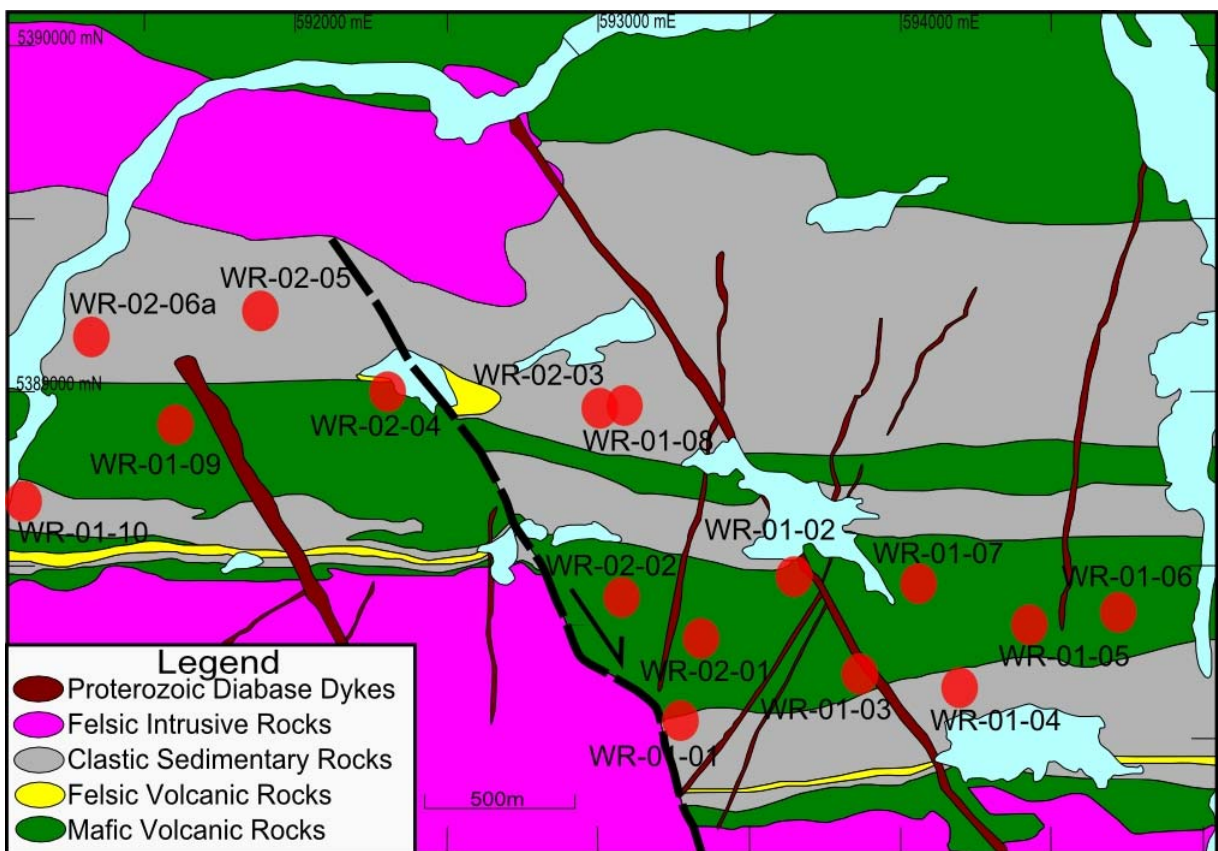 592000 mE
593000 mE
594000 mE
5390000 mN
WR-02-05
WR-02-06a
WR-02-03
5389000 mN
WR-02-04
WR-01-08
WR-01-09
WR-01-10
WR-01-02
WR-01-07
WR-02-02
WR-01-06
WR-02-01
WR-01-05
WR-01-03
WR-01-04
WR-01-01
Legend
Proterozoic Diabase Dykes
Felsic Intrusive Rocks
Clastic Sedimentary Rocks
Felsic Volcanic Rocks
Mafic Volcanic Rocks
500m